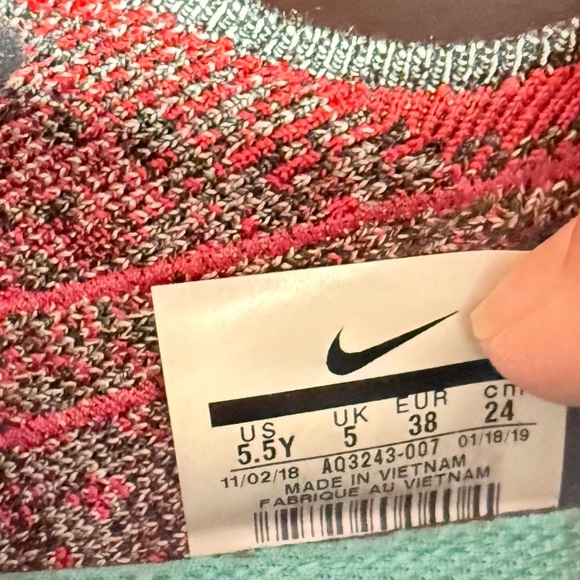 US UK EUR cm
5.5Y 5 38 24
11/02/18 AQ3243-007 01/18/19
MADE IN VIETNAM
FABRIQUE AU VIETNAM